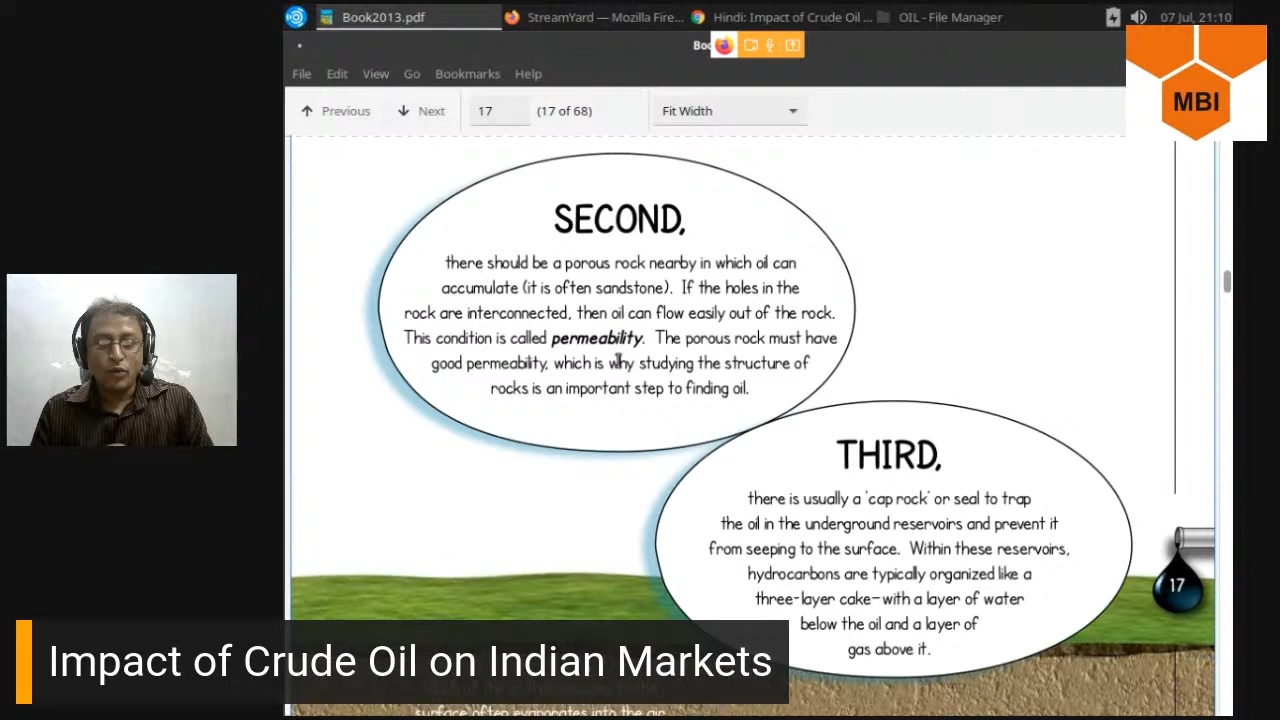 Book2013.pdf
StreamYard — Mozilla Fire...
Hindi: Impact of Crude Oil ...
OIL - File Manager
07 Jul, 21:10
Boo
MBI
File Edit View Go Bookmarks Help
Previous Next 17 (17 of 68) Fit Width
SECOND,
there should be a porous rock nearby in which oil can
accumulate (it is often sandstone). If the holes in the
rock are interconnected, then oil can flow easily out of the rock.
This condition is called permeability. The porous rock must have
good permeability, which is why studying the structure of
rocks is an important step to finding oil.
THIRD,
there is usually a 'cap rock' or seal to trap
the oil in the underground reservoirs and prevent it
from seeping to the surface. Within these reservoirs,
hydrocarbons are typically organized like a
three-layer cake—with a layer of water
below the oil and a layer of
gas above it.
17
Impact of Crude Oil on Indian Markets
surface often evaporates into the air